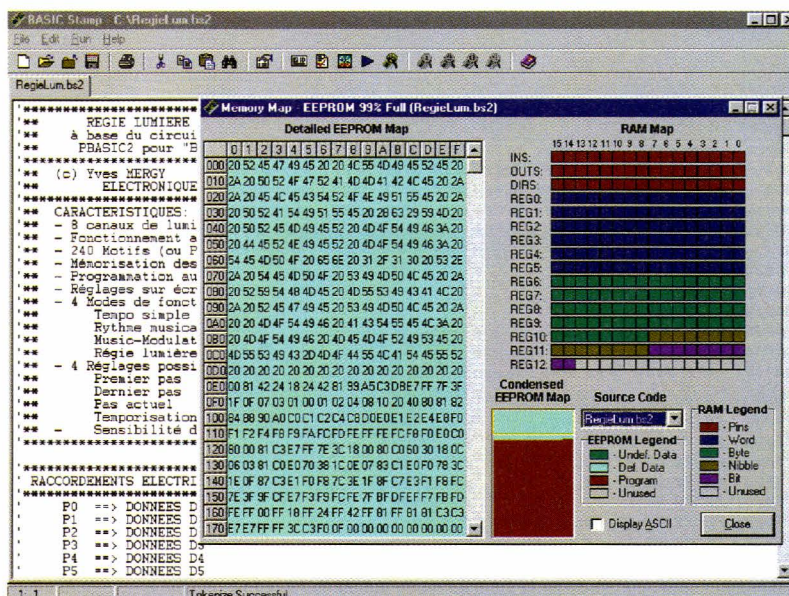 BASIC Stamp - C:\RegieLum.bs2
File Edit Run Help
RegieLum.bs2
'**************************
'** REGIE LUMIERE
'** à base du circui
'** PBASIC2 pour "B
'**************************
'** (c) Yves MERGY
'** ELECTRONIQUE
'**************************
'** CARACTERISTIQUES:
'** - 8 canaux de lumi
'** - Fonctionnement a
'** - 240 Motifs (ou P
'** - Mémorisation des
'** - Programmation au
'** - Réglages sur écr
'** - 4 Modes de fonct
'** Tempo simple
'** Rythme musica
'** Music-Modulat
'** Régie lumière
'** - 4 Réglages possi
'** Premier pas
'** Dernier pas
'** Pas actuel
'** Temporisation
'** - Sensibilité d
'**************************
'**************************
' RACCORDEMENTS ELECTRI
' P0 ==> DONNEES D
' P1 ==> DONNEES D
' P2 ==> DONNEES D
' P3 ==> DONNEES D3
' P4 ==> DONNEES D4
' P5 ==> DONNEES D5
Memory Map - EEPROM 99% Full (RegieLum.bs2)
Detailed EEPROM Map
0 1 2 3 4 5 6 7 8 9 A B C D E F
000 20 52 45 47 49 45 20 20 4C 55 4D 49 45 52 45 20
010 2A 20 50 52 4F 47 52 41 4D 4D 41 42 4C 45 20 2A
020 2A 20 45 4C 45 43 54 52 4F 4E 49 51 55 45 20 2A
030 20 50 52 41 54 49 51 55 45 20 28 63 29 59 4D 20
040 20 50 52 45 4D 49 45 52 20 4D 4F 54 49 46 3A 20
050 20 44 45 52 4E 49 45 52 20 4D 4F 54 49 46 3A 20
060 54 45 4D 50 4F 20 65 6E 20 31 2F 31 30 20 53 2E
070 2A 20 54 45 4D 50 4F 20 53 49 4D 50 4C 45 20 2A
080 20 52 59 54 48 4D 45 20 4D 55 53 49 43 41 4C 20
090 2A 20 52 45 47 49 45 20 53 49 4D 50 4C 45 20 2A
0A0 20 20 4D 4F 54 49 46 20 41 43 54 55 45 4C 3A 20
0B0 20 4D 4F 54 49 46 20 4D 45 4D 4F 52 49 53 45 20
0C0 4D 55 53 49 43 2D 4D 4F 44 55 4C 41 54 45 55 52
0D0 20 20 20 20 20 20 20 20 20 20 20 20 20 20 20 20
0E0 00 81 42 24 18 24 42 81 99 A5 C3 DB E7 FF 7F 3F
0F0 1F 0F 07 03 01 00 01 02 04 08 10 20 40 80 81 82
100 84 88 90 A0 C0 C1 C2 C4 C8 D0 E0 E1 E2 E4 E8 F0
110 F1 F2 F4 F8 F9 FA FC FD FE FF FE FC F8 F0 E0 C0
120 80 00 81 C3 E7 FF 7E 3C 18 00 80 C0 60 30 18 0C
130 06 03 81 C0 E0 70 38 1C 0E 07 83 C1 E0 F0 78 3C
140 1E 0F 87 C3 E1 F0 F8 7C 3E 1F 8F C7 E3 F1 F8 FC
150 7E 3F 9F CF E7 F3 F9 FC FE 7F BF DF EF F7 FB FD
160 FE FF 00 FF 18 FF 24 FF 42 FF 81 FF 81 81 C3 C3
170 E7 E7 FF FF 3C C3 F0 0F 00 00 00 00 00 00 00 00
RAM Map
15 14 13 12 11 10 9 8 7 6 5 4 3 2 1 0
INS:
OUTS:
DIRS:
REG0:
REG1:
REG2:
REG3:
REG4:
REG5:
REG6:
REG7:
REG8:
REG9:
REG10:
REG11:
REG12:
Condensed
EEPROM Map
Source Code
RegieLum.bs2
EEPROM Legend
- Undef. Data
- Def. Data
- Program
- Unused
RAM Legend
- Pins
- Word
- Byte
- Nibble
- Bit
- Unused
Display ASCII
Close
1: 1
Tokenize Successful